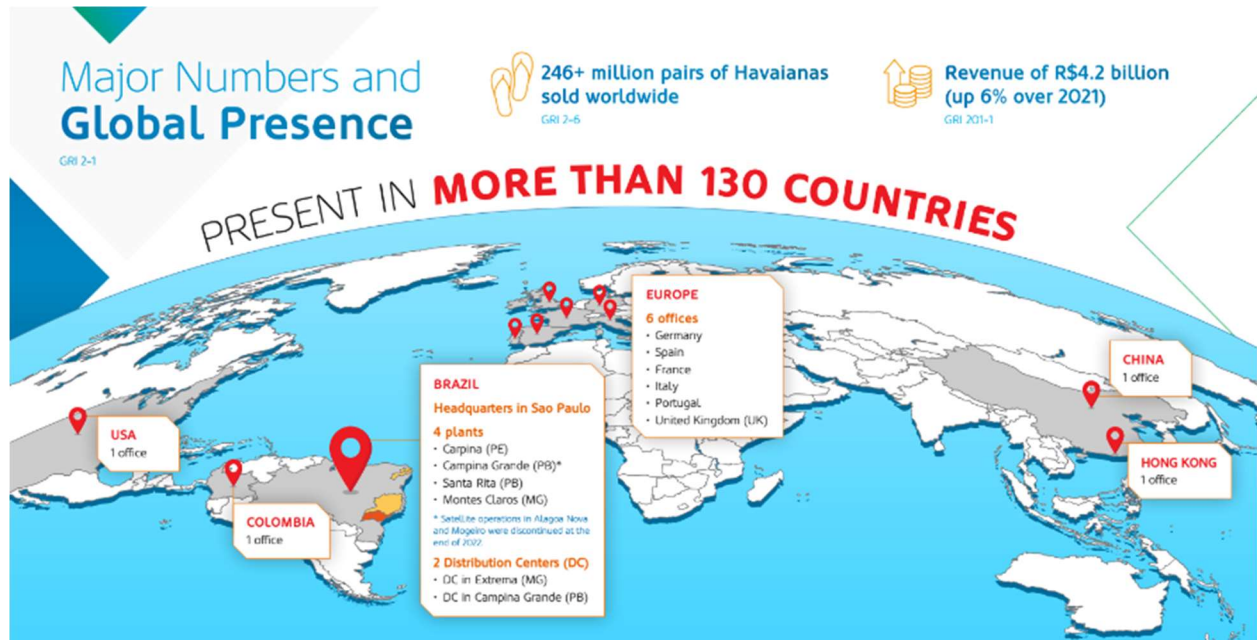 Major Numbers and
Global Presence
GRI 2-1
246+ million pairs of Havaianas
sold worldwide
GRI 2-6
Revenue of R$4.2 billion
(up 6% over 2021)
GRI 201-1
PRESENT IN MORE THAN 130 COUNTRIES
USA
1 office
COLOMBIA
1 office
BRAZIL
Headquarters in Sao Paulo
4 plants
• Carpina (PE)
• Campina Grande (PB)*
• Santa Rita (PB)
• Montes Claros (MG)
* Satellite operations in Alagoa Nova
and Mogeiro were discontinued at the
end of 2022.
2 Distribution Centers (DC)
• DC in Extrema (MG)
• DC in Campina Grande (PB)
EUROPE
6 offices
• Germany
• Spain
• France
• Italy
• Portugal
• United Kingdom (UK)
CHINA
1 office
HONG KONG
1 office